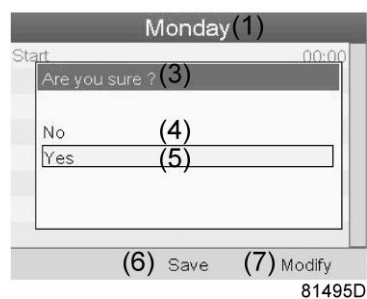 Monday(1)
Start 00:00
Are you sure ?(3)
No (4)
Yes (5)
(6) Save (7) Modify
81495D